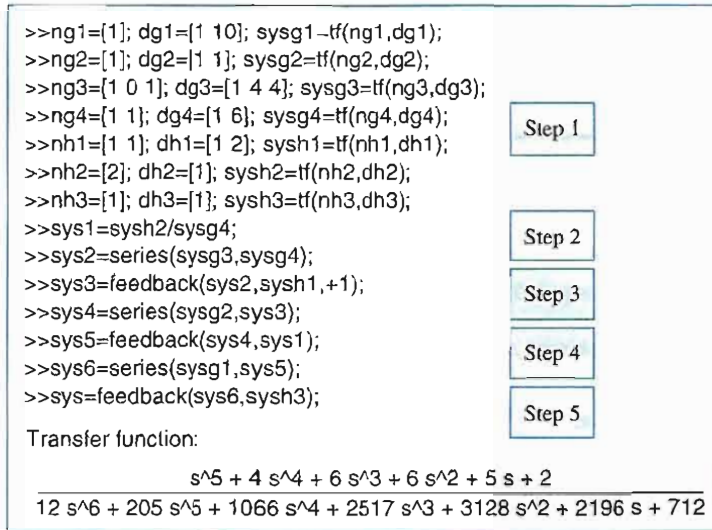 >>ng1=[1]; dg1=[1 10]; sysg1–tf(ng1,dg1);
>>ng2=[1]; dg2=[1 1]; sysg2=tf(ng2,dg2);
>>ng3=[1 0 1]; dg3=[1 4 4]; sysg3=tf(ng3,dg3);
>>ng4=[1 1]; dg4=[1 6]; sysg4=tf(ng4,dg4);
Step 1
>>nh1=[1 1]; dh1=[1 2]; sysh1=tf(nh1,dh1);
>>nh2=[2]; dh2=[1]; sysh2=tf(nh2,dh2);
>>nh3=[1]; dh3=[1]; sysh3=tf(nh3,dh3);
>>sys1=sysh2/sysg4;
Step 2
>>sys2=series(sysg3,sysg4);
>>sys3=feedback(sys2,sysh1,+1);
Step 3
>>sys4=series(sysg2,sys3);
>>sys5=feedback(sys4,sys1);
Step 4
>>sys6=series(sysg1,sys5);
>>sys=feedback(sys6,sysh3);
Step 5
Transfer function:
s^5 + 4 s^4 + 6 s^3 + 6 s^2 + 5 s + 2
12 s^6 + 205 s^5 + 1066 s^4 + 2517 s^3 + 3128 s^2 + 2196 s + 712